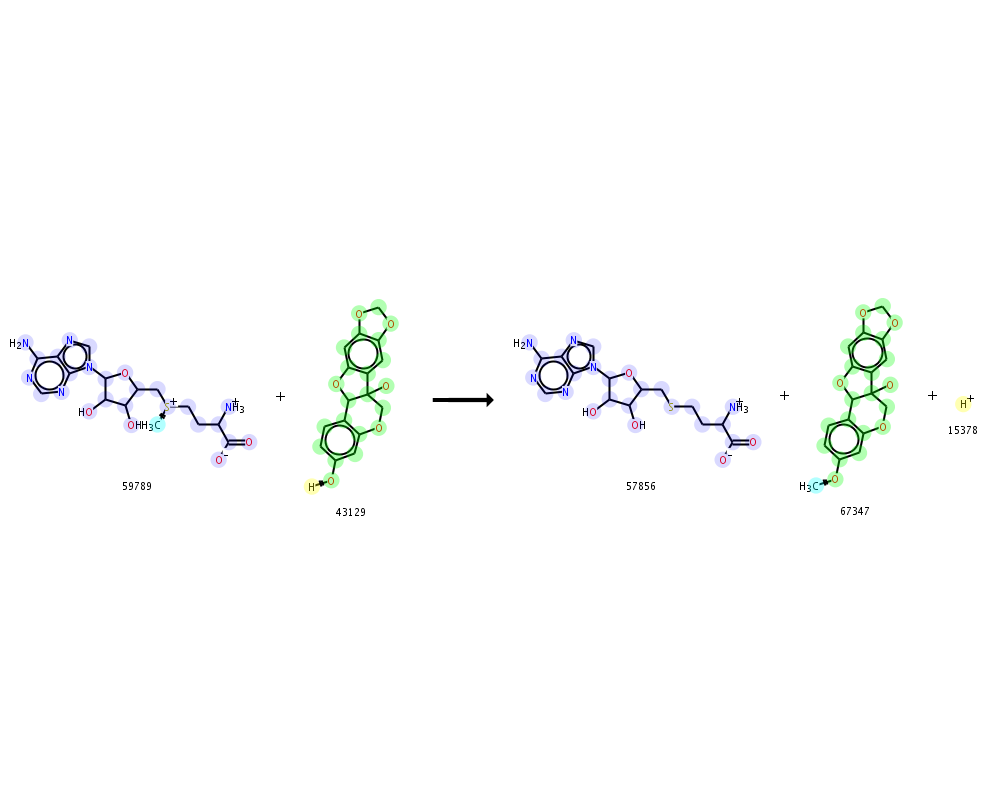 H2N N N N N O HO OH H3C S+ NH3+ O O-
59789
+
O O O O O H O
43129
H2N N N N N O HO OH S NH3+ O O-
57856
+
O O O O O H3C O
67347
+
H+
15378